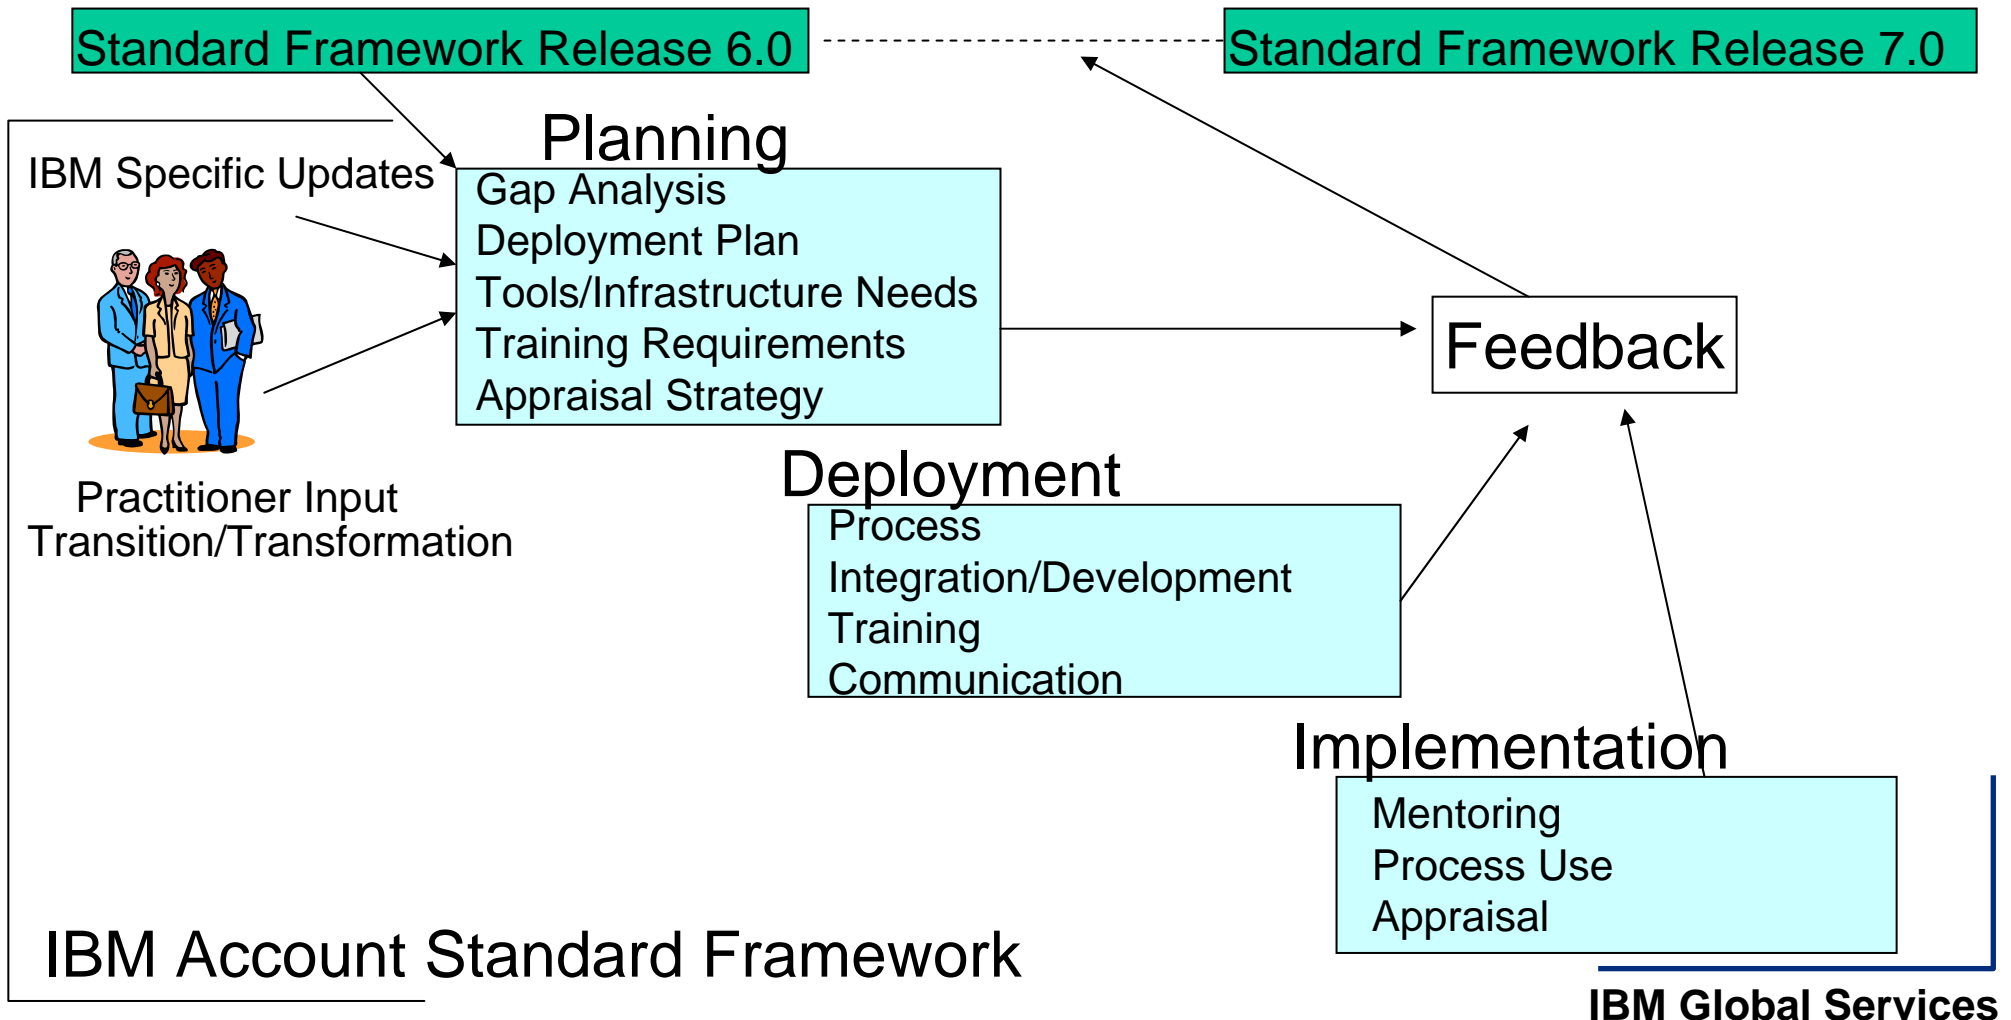 Standard Framework Release 6.0
Standard Framework Release 7.0
Planning
IBM Specific Updates
Gap Analysis
Deployment Plan
Tools/Infrastructure Needs
Training Requirements
Appraisal Strategy
Feedback
Practitioner Input
Transition/Transformation
Deployment
Process
Integration/Development
Training
Communication
Implementation
Mentoring
Process Use
Appraisal
IBM Account Standard Framework
IBM Global Services